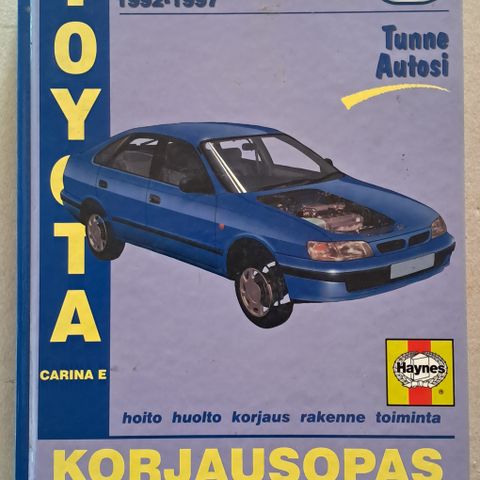 1992-1997
TOYOTA
Tunne
Autosi
CARINA E
Haynes
®
hoito huolto korjaus rakenne toiminta
KORJAUSOPAS